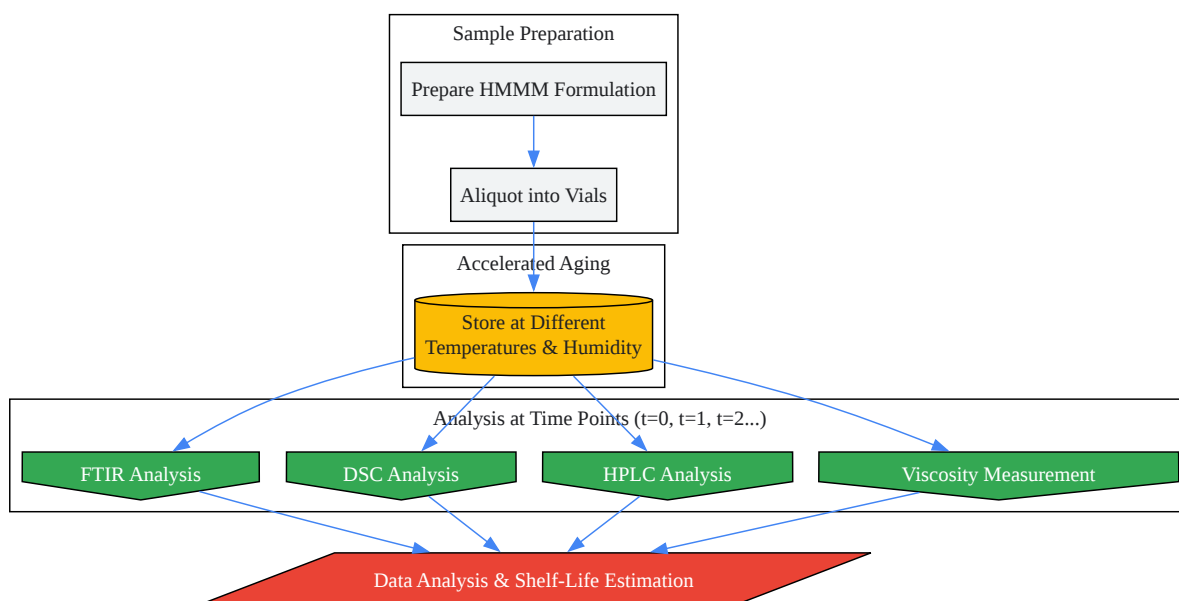 Sample Preparation
Prepare HMMM Formulation
Aliquot into Vials
Accelerated Aging
Store at Different
Temperatures & Humidity
Analysis at Time Points (t=0, t=1, t=2...)
FTIR Analysis
DSC Analysis
HPLC Analysis
Viscosity Measurement
Data Analysis & Shelf-Life Estimation